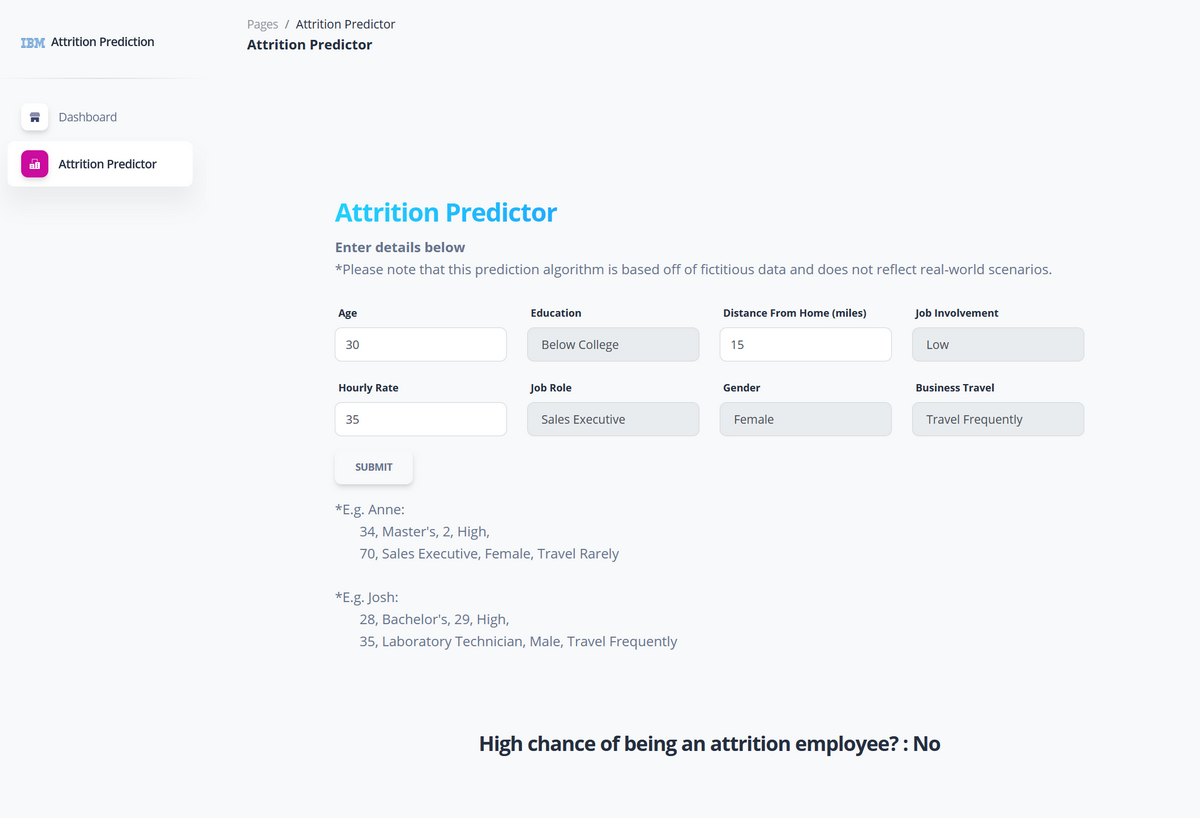 IBM Attrition Prediction
Dashboard
Attrition Predictor
Pages / Attrition Predictor
Attrition Predictor
Attrition Predictor
Enter details below
*Please note that this prediction algorithm is based off of fictitious data and does not reflect real-world scenarios.
Age Education Distance From Home (miles) Job Involvement
30 Below College 15 Low
Hourly Rate Job Role Gender Business Travel
35 Sales Executive Female Travel Frequently
SUBMIT
*E.g. Anne:
34, Master's, 2, High,
70, Sales Executive, Female, Travel Rarely
*E.g. Josh:
28, Bachelor's, 29, High,
35, Laboratory Technician, Male, Travel Frequently
High chance of being an attrition employee? : No